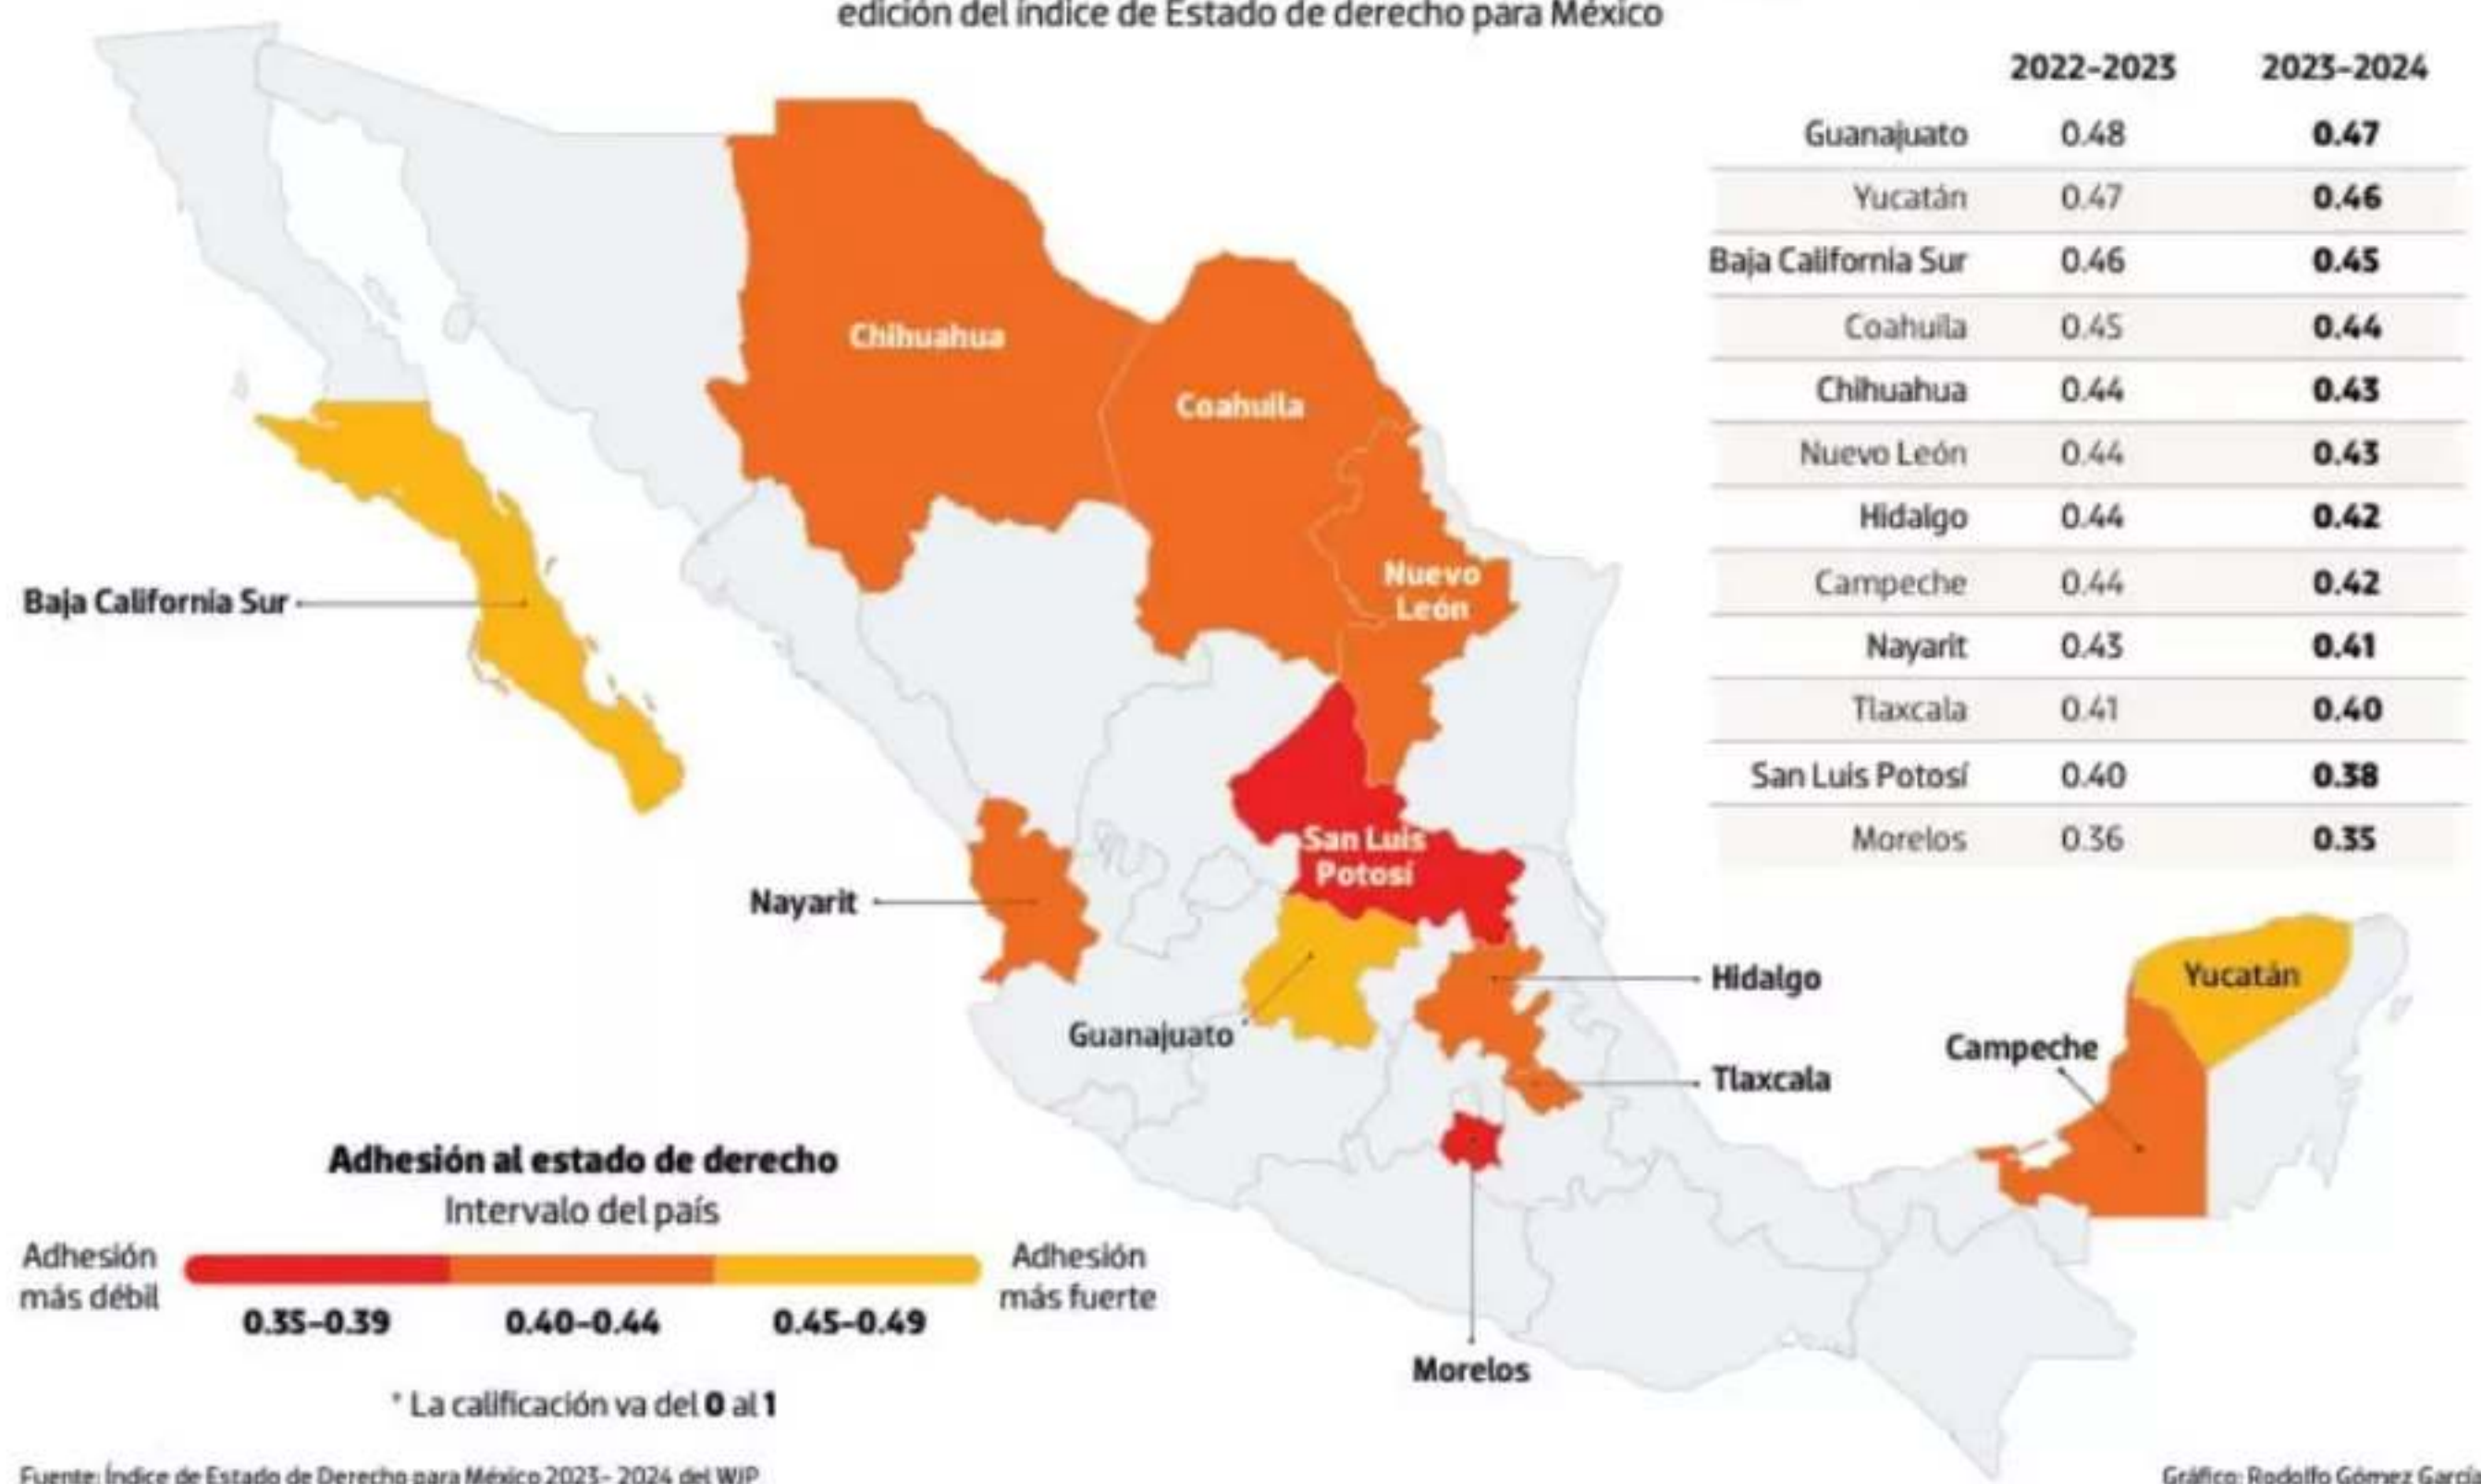 edición del índice de Estado de derecho para México
2022–2023 2023–2024
Guanajuato 0.48 0.47
Yucatán 0.47 0.46
Baja California Sur 0.46 0.45
Coahuila 0.45 0.44
Chihuahua 0.44 0.43
Nuevo León 0.44 0.43
Hidalgo 0.44 0.42
Campeche 0.44 0.42
Nayarit 0.43 0.41
Tlaxcala 0.41 0.40
San Luis Potosí 0.40 0.38
Morelos 0.36 0.35
Chihuahua
Coahuila
Nuevo
León
Baja California Sur
San Luis
Potosí
Nayarit
Guanajuato
Hidalgo
Tlaxcala
Yucatán
Campeche
Morelos
Adhesión al estado de derecho
Intervalo del país
Adhesión
más débil
Adhesión
más fuerte
0.35–0.39 0.40–0.44 0.45–0.49
* La calificación va del 0 al 1
Fuente: Índice de Estado de Derecho para México 2023- 2024 del WJP
Gráfico: Rodolfo Gómez García